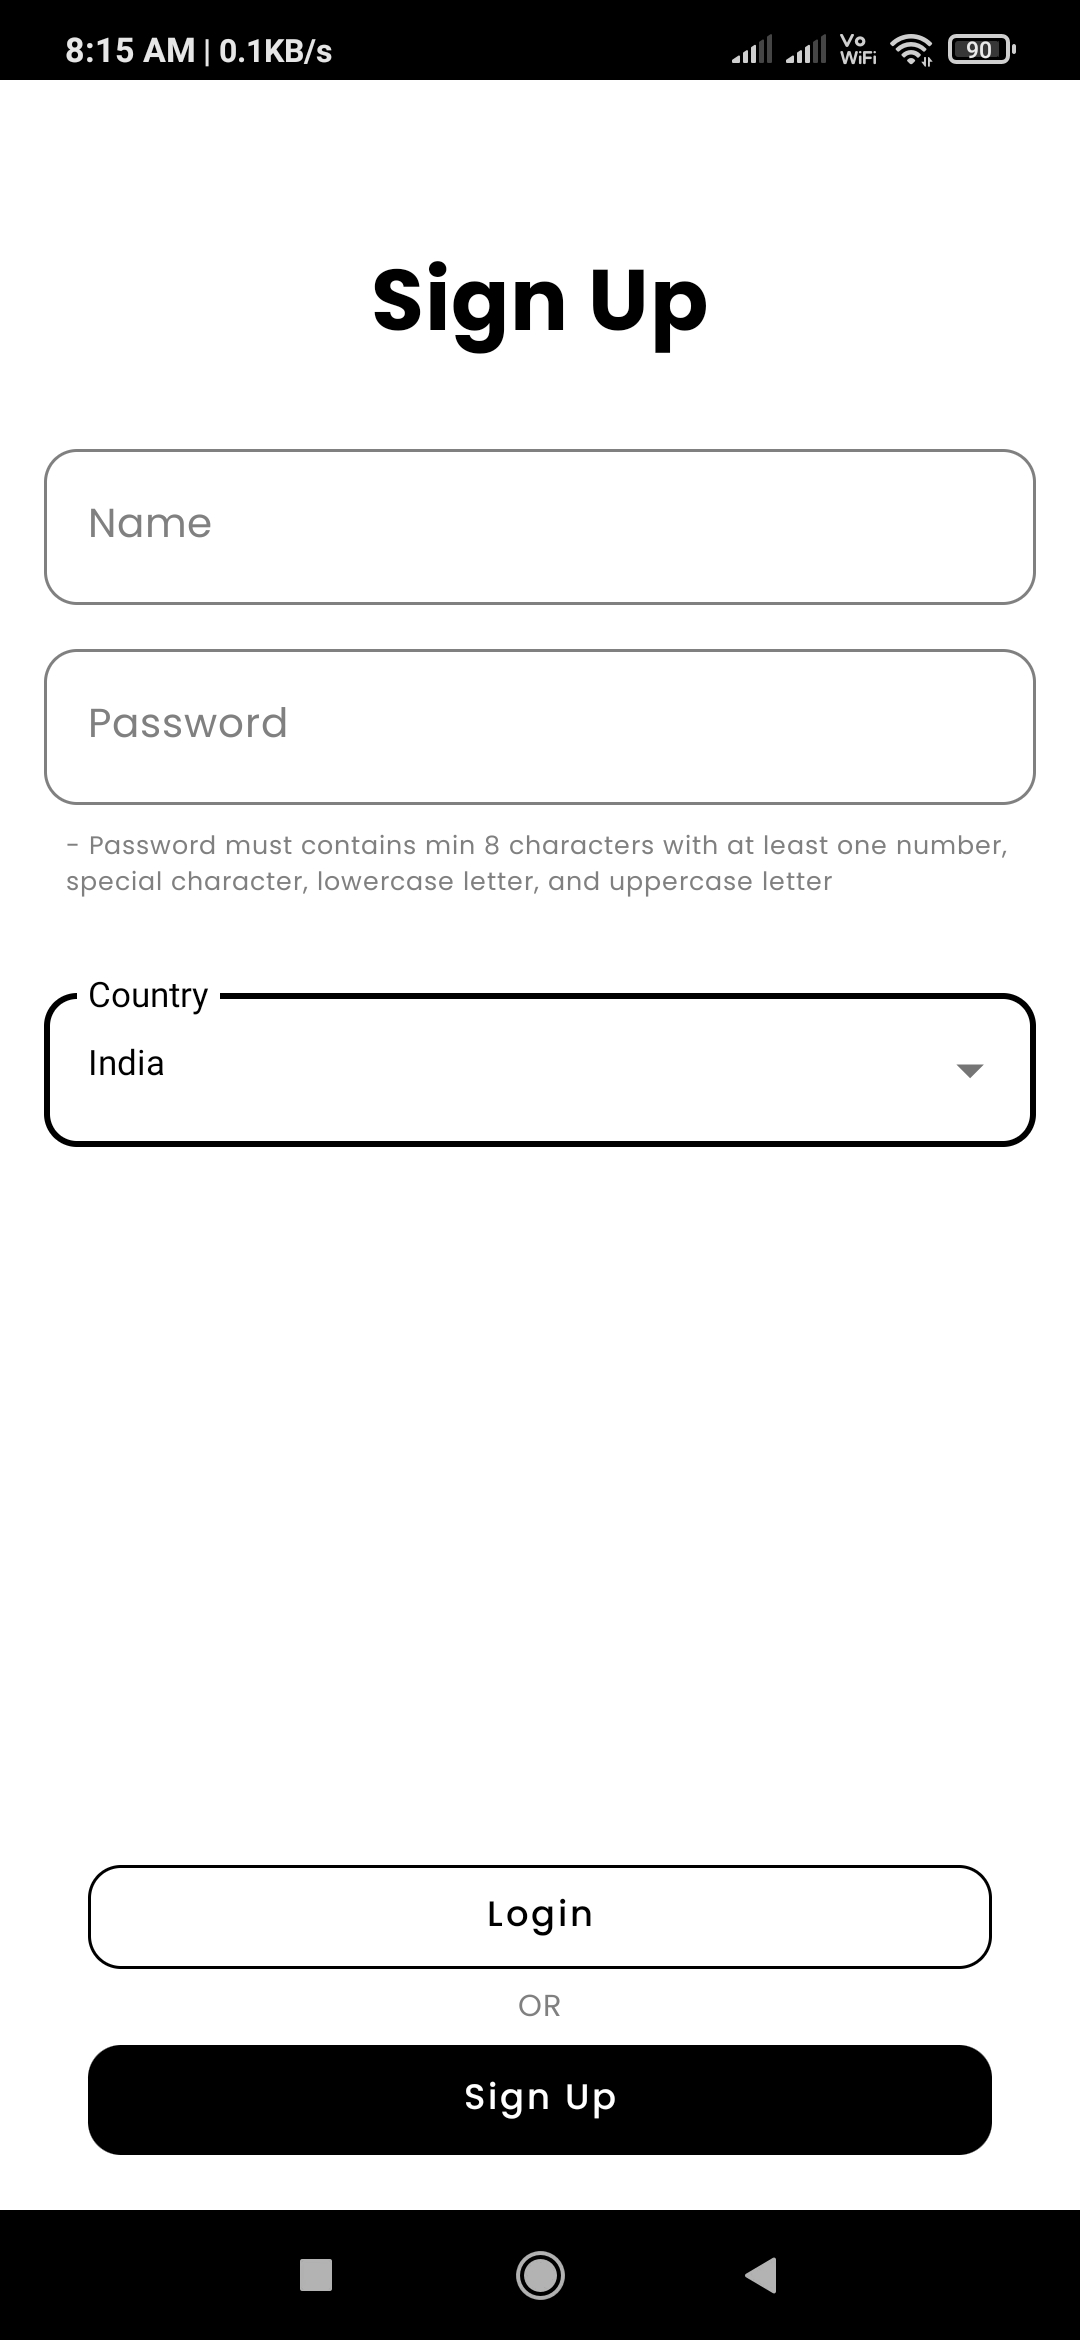 8:15 AM | 0.1KB/s
Vo
WiFi
90
Sign Up
Name
Password
- Password must contains min 8 characters with at least one number,
special character, lowercase letter, and uppercase letter
Country
India
Login
OR
Sign Up